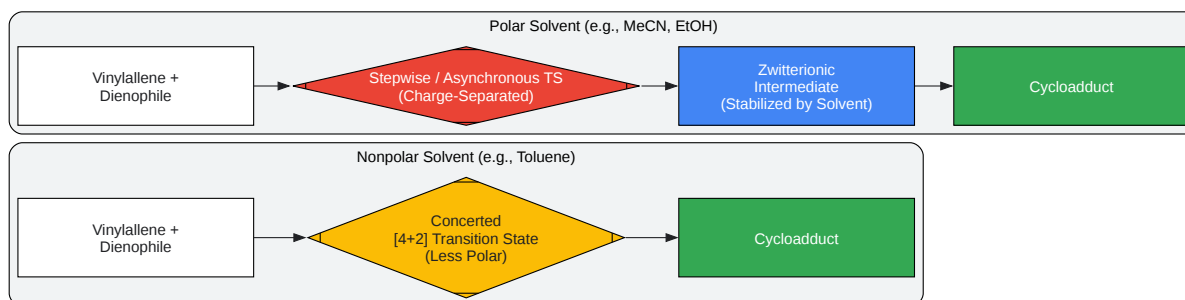 Polar Solvent (e.g., MeCN, EtOH)
Vinylallene +
Dienophile
Stepwise / Asynchronous TS
(Charge-Separated)
Zwitterionic
Intermediate
(Stabilized by Solvent)
Cycloadduct
Nonpolar Solvent (e.g., Toluene)
Vinylallene +
Dienophile
Concerted
[4+2] Transition State
(Less Polar)
Cycloadduct